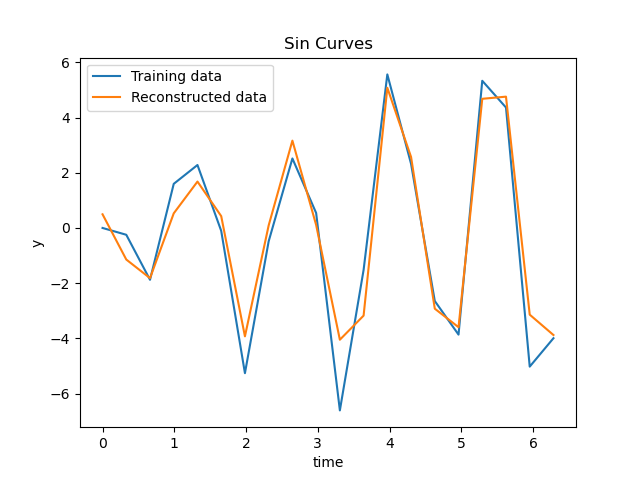 Sin Curves
Training data
Reconstructed data
6
4
2
0
−2
−4
−6
y
0 1 2 3 4 5 6
time